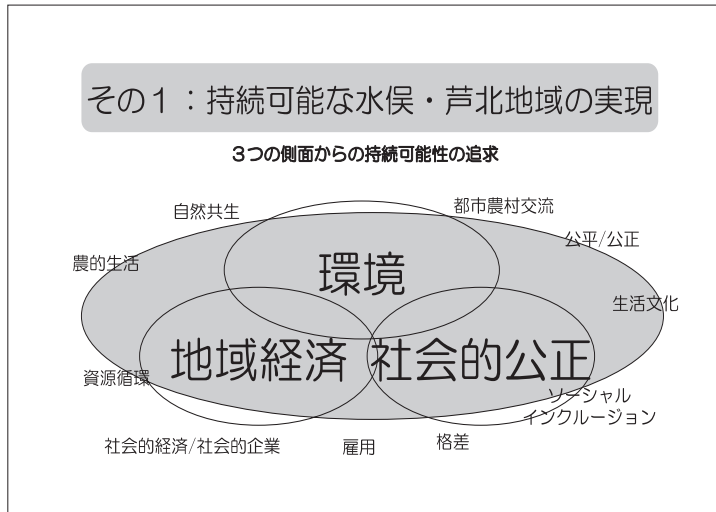 その１：持続可能な水俣・芦北地域の実現
３つの側面からの持続可能性の追求
自然共生
都市農村交流
公平/公正
農的生活
環境
生活文化
地域経済
社会的公正
資源循環
ソーシャル
インクルージョン
社会的経済/社会的企業
雇用
格差